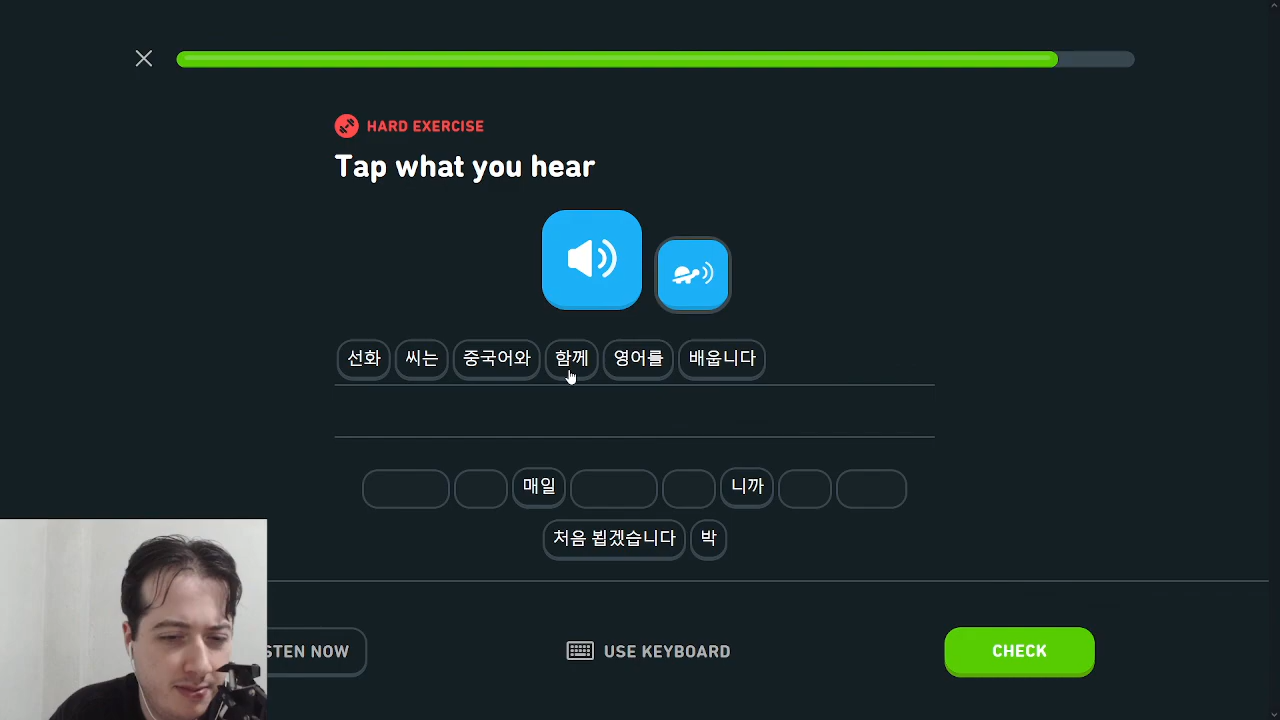 HARD EXERCISE
Tap what you hear
선화 씨는 중국어와 함께 영어를 배웁니다
매일 니까
처음 뵙겠습니다 박
STEN NOW USE KEYBOARD CHECK